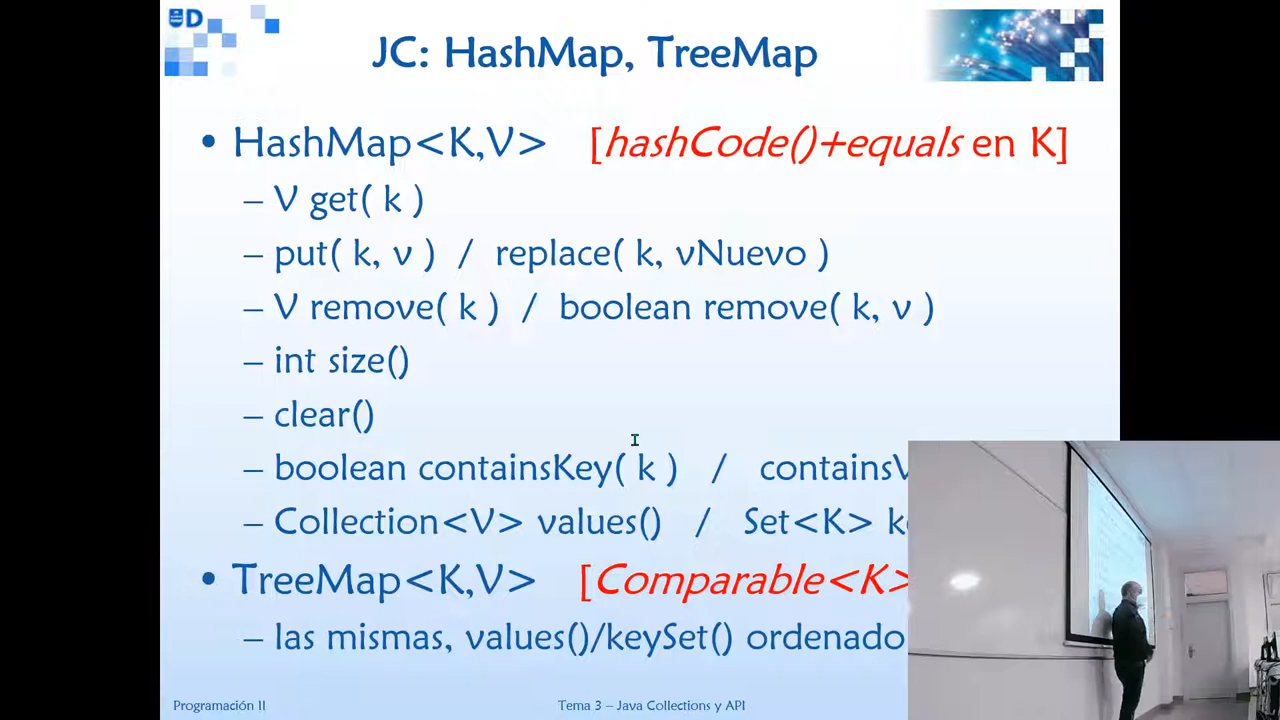 D
JC: HashMap, TreeMap
• HashMap<K,V> [hashCode()+equals en K]
– V get( k )
– put( k, v ) / replace( k, vNuevo )
– V remove( k ) / boolean remove( k, v )
– int size()
– clear()
– boolean containsKey( k ) / containsV
– Collection<V> values() / Set<K> k
• TreeMap<K,V> [Comparable<K>
– las mismas, values()/keySet() ordenado
Programación II
Tema 3 – Java Collections y API